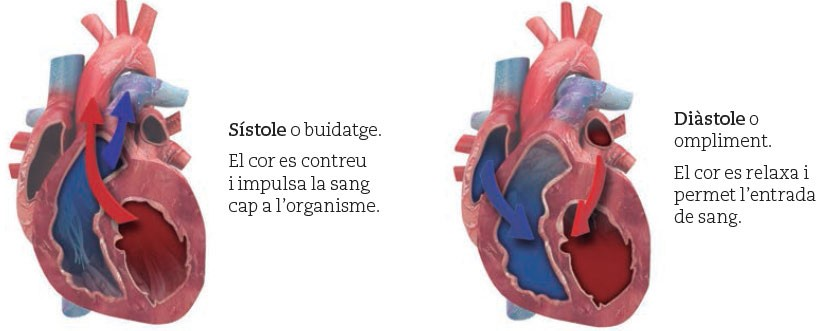 Sístole o buidatge.
El cor es contreu
i impulsa la sang
cap a l'organisme.
Diàstole o
ompliment.
El cor es relaxa i
permet l'entrada
de sang.